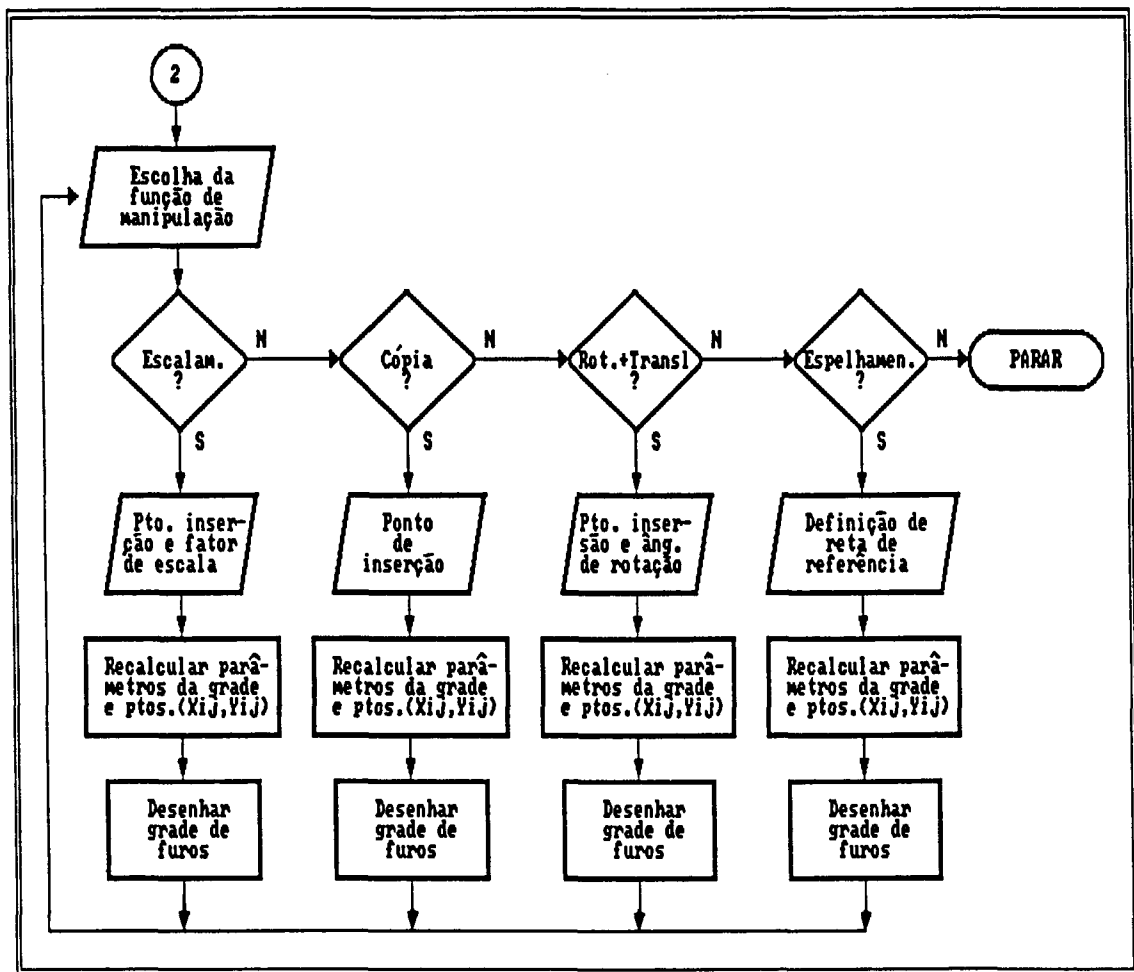 2
Escolha da
função de
manipulação
Escalam.
?
N
S
Cópia
?
N
S
Rot.+Transl
?
N
S
Espelhamen.
?
N
S
PARAR
Pto. inser-
ção e fator
de escala
Ponto
de
inserção
Pto. inser-
são e âng.
de rotação
Definição de
reta de
referência
Recalcular parâ-
metros da grade
e ptos.(Xij,Yij)
Recalcular parâ-
metros da grade
e ptos.(Xij,Yij)
Recalcular parâ-
metros da grade
e ptos.(Xij,Yij)
Recalcular parâ-
metros da grade
e ptos.(Xij,Yij)
Desenhar
grade de
furos
Desenhar
grade de
furos
Desenhar
grade de
furos
Desenhar
grade de
furos